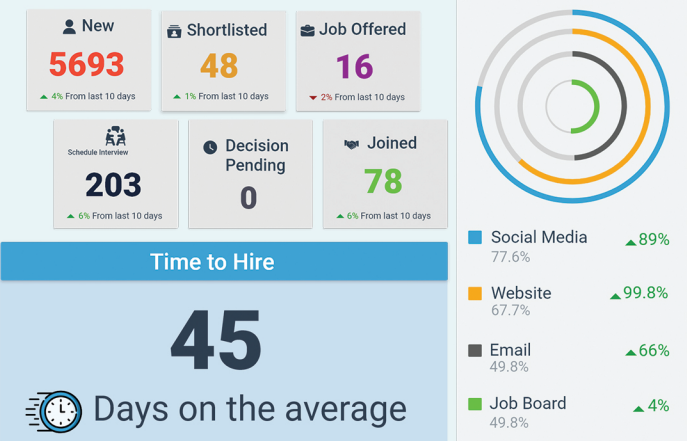 New
5693
4% From last 10 days
Shortlisted
48
1% From last 10 days
Job Offered
16
2% From last 10 days
Schedule Interview
203
6% From last 10 days
Decision
Pending
0
Joined
78
6% From last 10 days
Time to Hire
45
Days on the average
Social Media 89%
77.6%
Website 99.8%
67.7%
Email 66%
49.8%
Job Board 4%
49.8%